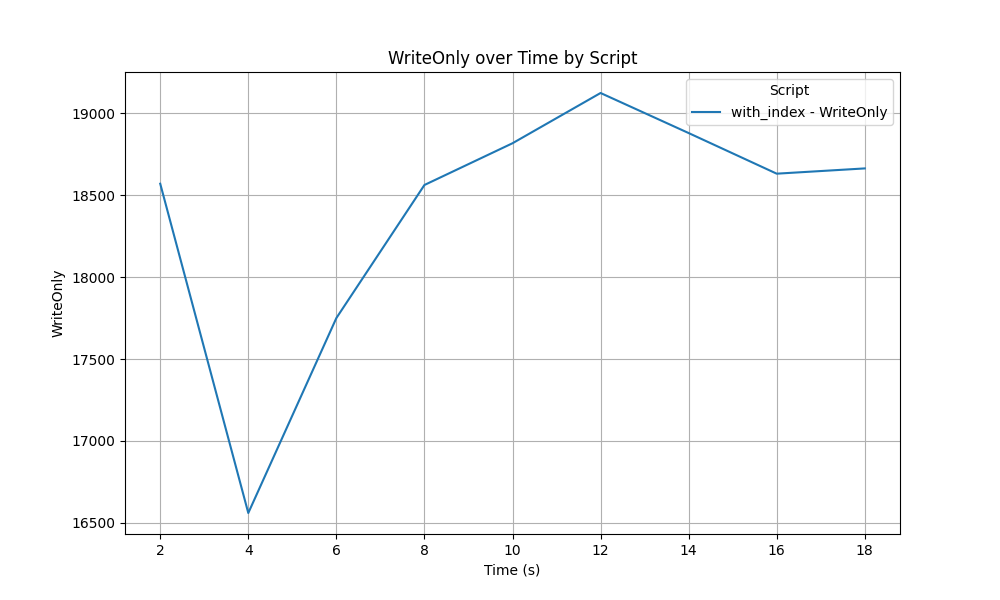 WriteOnly over Time by Script
Script
with_index - WriteOnly
19000
18500
18000
17500
17000
16500
WriteOnly
2 4 6 8 10 12 14 16 18
Time (s)